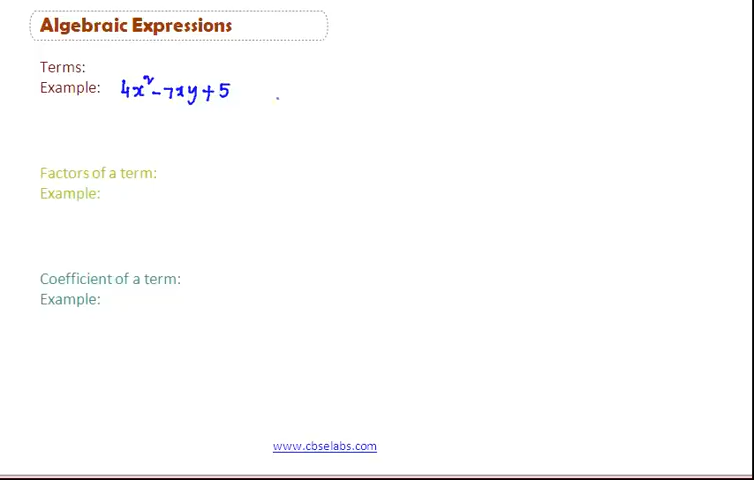 Algebraic Expressions
Terms:
Example: 4x² - 7xy + 5
Factors of a term:
Example:
Coefficient of a term:
Example:
www.cbselabs.com